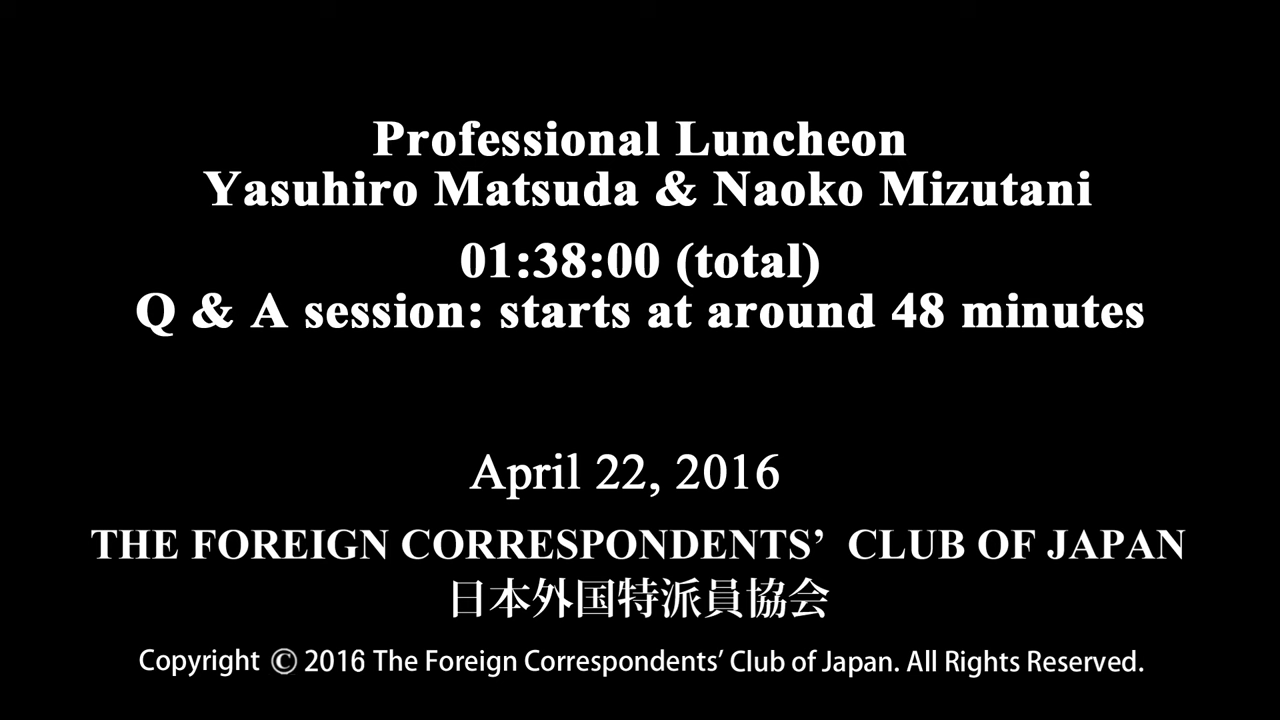 Professional Luncheon
Yasuhiro Matsuda & Naoko Mizutani
01:38:00 (total)
Q & A session: starts at around 48 minutes
April 22, 2016
THE FOREIGN CORRESPONDENTS’ CLUB OF JAPAN
日本外国特派員協会
Copyright © 2016 The Foreign Correspondents’ Club of Japan. All Rights Reserved.